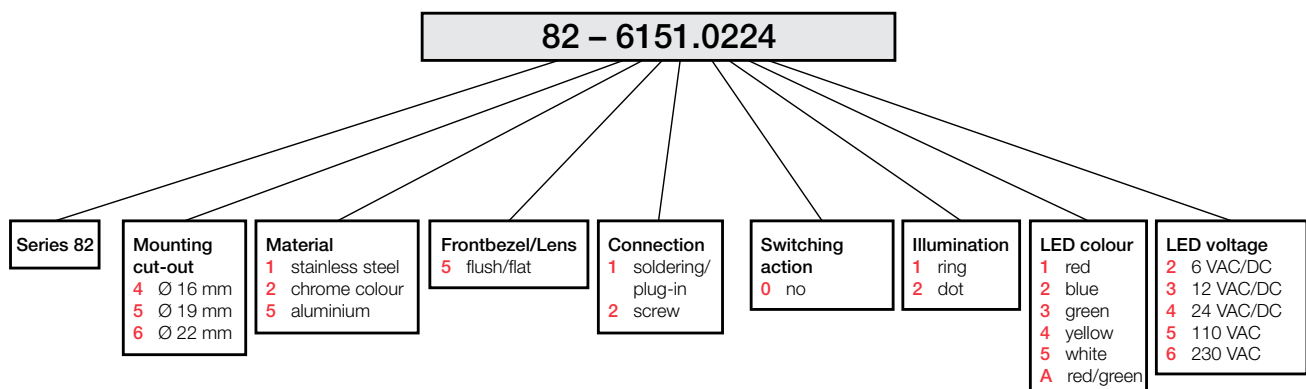 82 – 6151.0224
Series 82
Mounting
cut-out
4 Ø 16 mm
5 Ø 19 mm
6 Ø 22 mm
Material
1 stainless steel
2 chrome colour
5 aluminium
Frontbezel/Lens
5 flush/flat
Connection
1 soldering/
plug-in
2 screw
Switching
action
0 no
Illumination
1 ring
2 dot
LED colour
1 red
2 blue
3 green
4 yellow
5 white
A red/green
LED voltage
2 6 VAC/DC
3 12 VAC/DC
4 24 VAC/DC
5 110 VAC
6 230 VAC